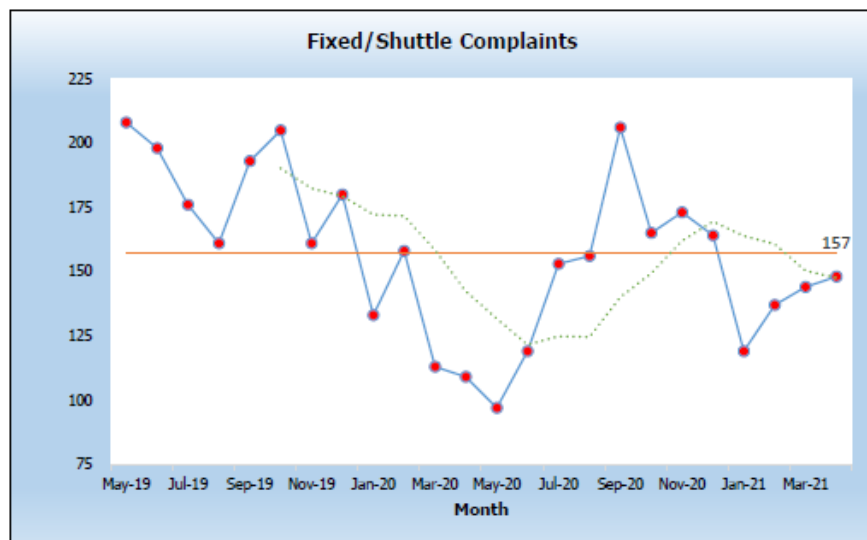 Fixed/Shuttle Complaints
225
200
175
150
125
100
75
157
May-19 Jul-19 Sep-19 Nov-19 Jan-20 Mar-20 May-20 Jul-20 Sep-20 Nov-20 Jan-21 Mar-21
Month